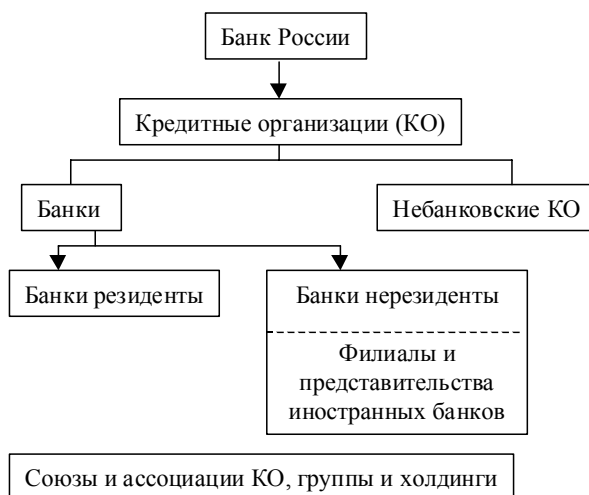 Банк России
Кредитные организации (КО)
Банки
Небанковские КО
Банки резиденты
Банки нерезиденты
Филиалы и
представительства
иностранных банков
Союзы и ассоциации КО, группы и холдинги